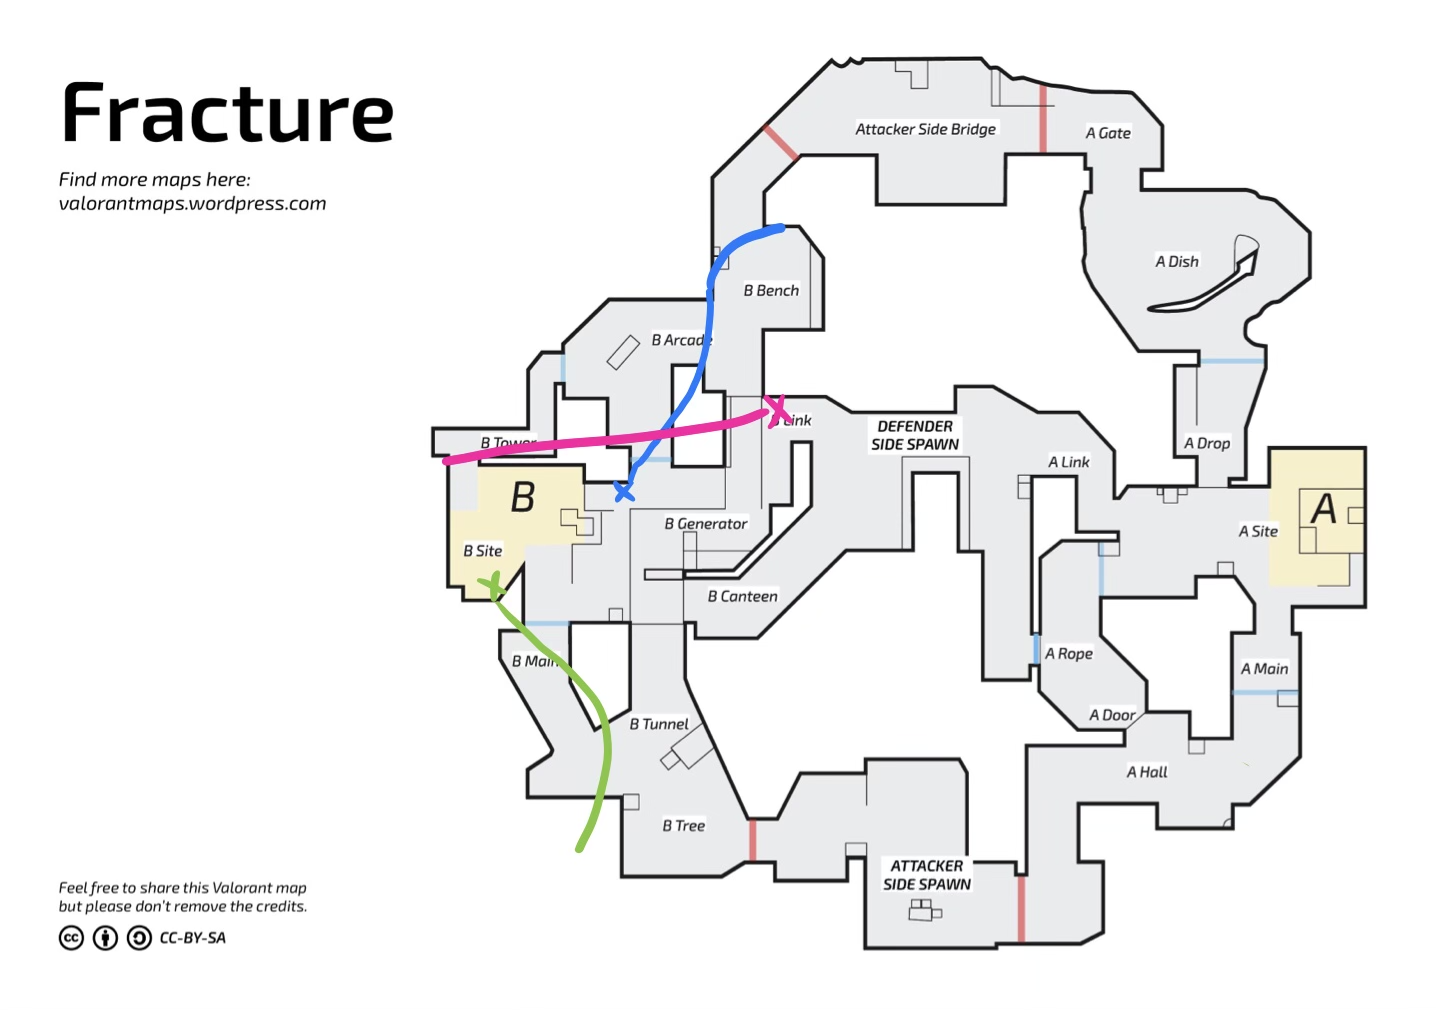 Fracture
Find more maps here:
valorantmaps.wordpress.com
Attacker Side Bridge
A Gate
A Dish
B Bench
B Arcade
B Link
DEFENDER
SIDE SPAWN
A Drop
B Tower
A Link
B
A
B Generator
A Site
B Site
B Canteen
A Rope
B Main
A Main
A Door
B Tunnel
A Hall
B Tree
ATTACKER
SIDE SPAWN
Feel free to share this Valorant map
but please don't remove the credits.
cc CC-BY-SA